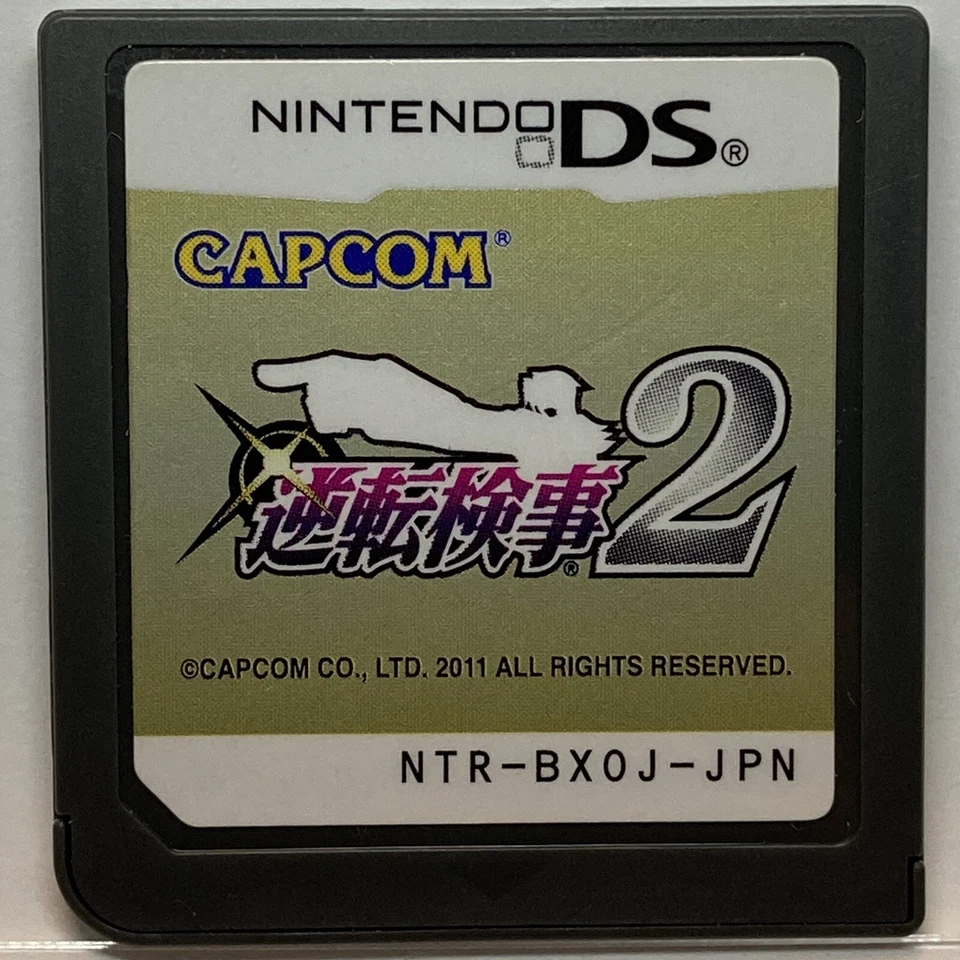 NINTENDO DS®
CAPCOM®
逆転検事®2
©CAPCOM CO., LTD. 2011 ALL RIGHTS RESERVED.
NTR-BXOJ-JPN